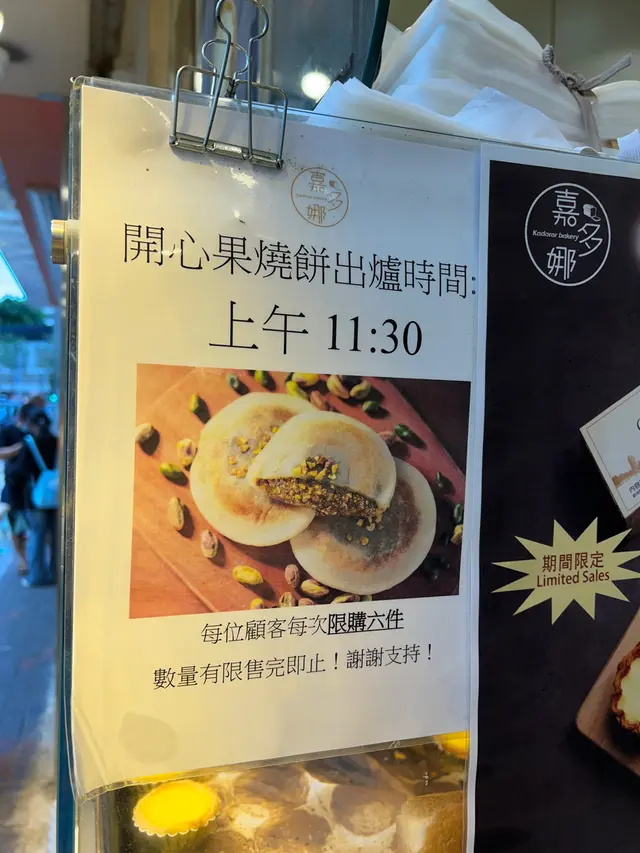 嘉多娜
開心果燒餅出爐時間:
上午 11:30
每位顧客每次限購六件
數量有限售完即止！謝謝支持！
嘉多娜
Kadorar bakery
期間限定
Limited Sales